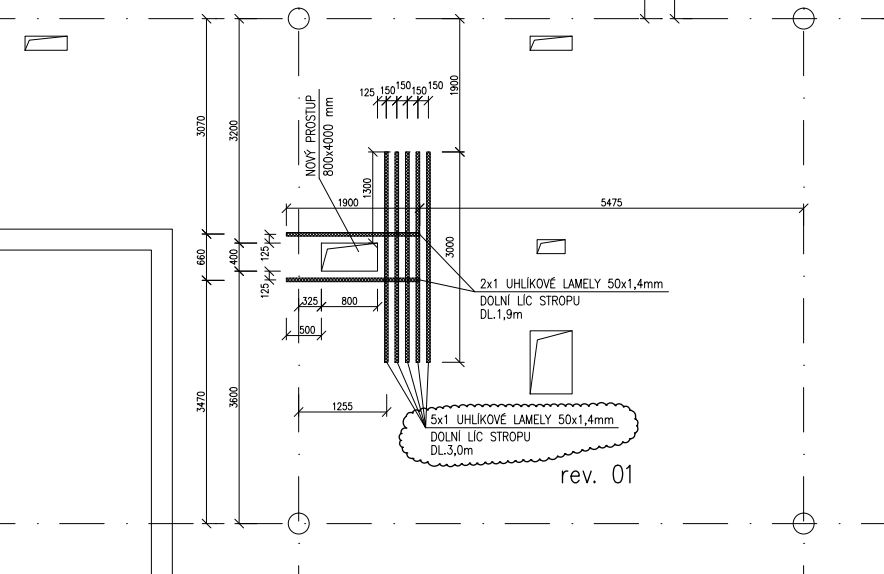 125 150 150 150 150
1900
3070
3200
NOVÝ PROSTUP
800x4000 mm
1300
1900
5475
660
400
125
125
3000
2x1 UHLÍKOVÉ LAMELY 50x1,4mm
DOLNÍ LÍC STROPU
DL.1,9m
325
800
500
3470
3600
1255
5x1 UHLÍKOVÉ LAMELY 50x1,4mm
DOLNÍ LÍC STROPU
DL.3,0m
rev. 01